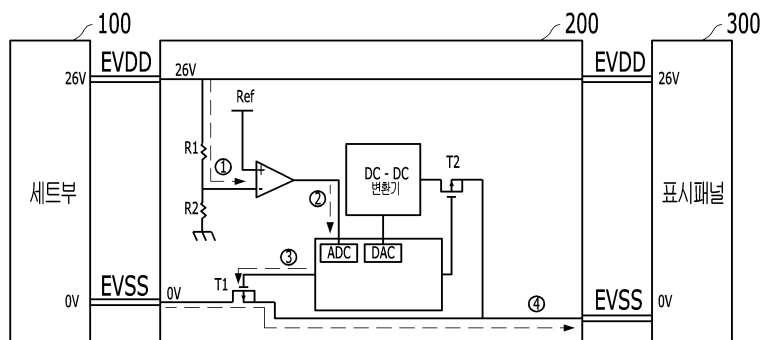 100
200
300
EVDD
EVDD
26V
26V
26V
Ref
R1
①
+
-
R2
②
DC - DC
변환기
T2
세트부
표시패널
ADC
DAC
③
T1
EVSS
EVSS
0V
0V
0V
④